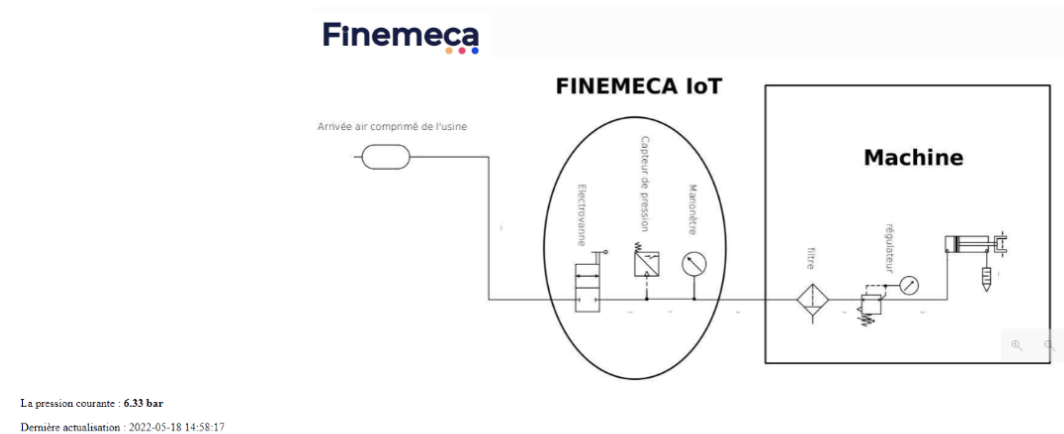 Finemeca
FINEMECA IoT
Arrivée air comprimé de l'usine
Machine
Electrovanne
Capteur de pression
Manomètre
filtre
régulateur
La pression courante : 6.33 bar
Dernière actualisation : 2022-05-18 14:58:17